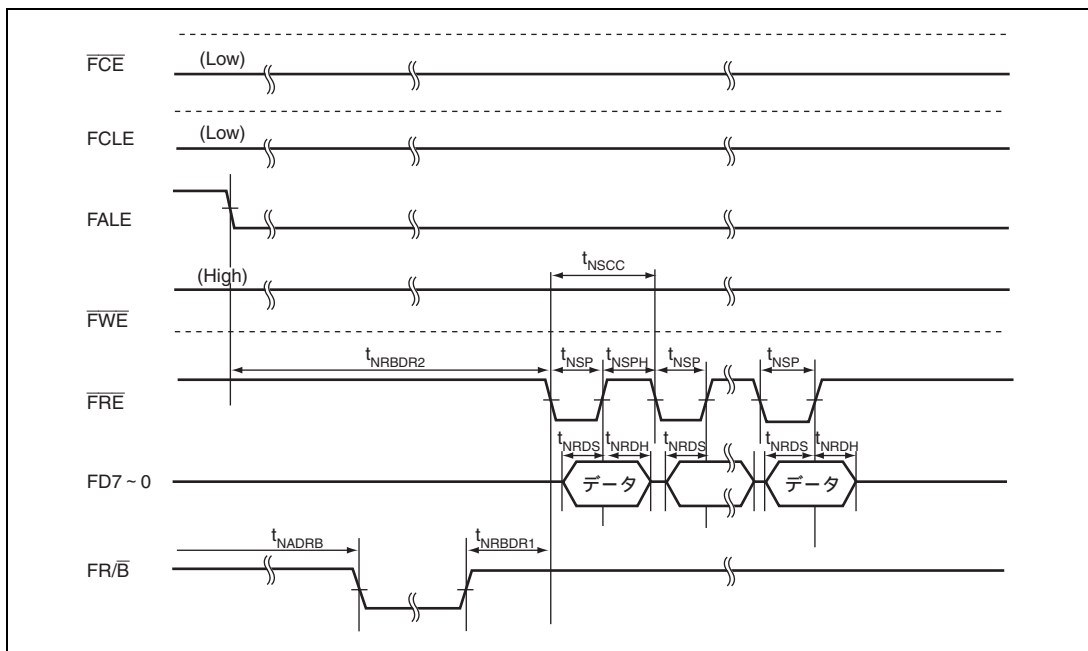 FCE (Low)
FCLE (Low)
FALE
(High)
tNSCC
FWE
tNRBDR2 tNSP tNSPH tNSP tNSP
FRE
tNRDS tNRDH tNRDS tNRDS tNRDH
FD7 ~ 0 データ データ
tNADRB tNRBDR1
FR/B